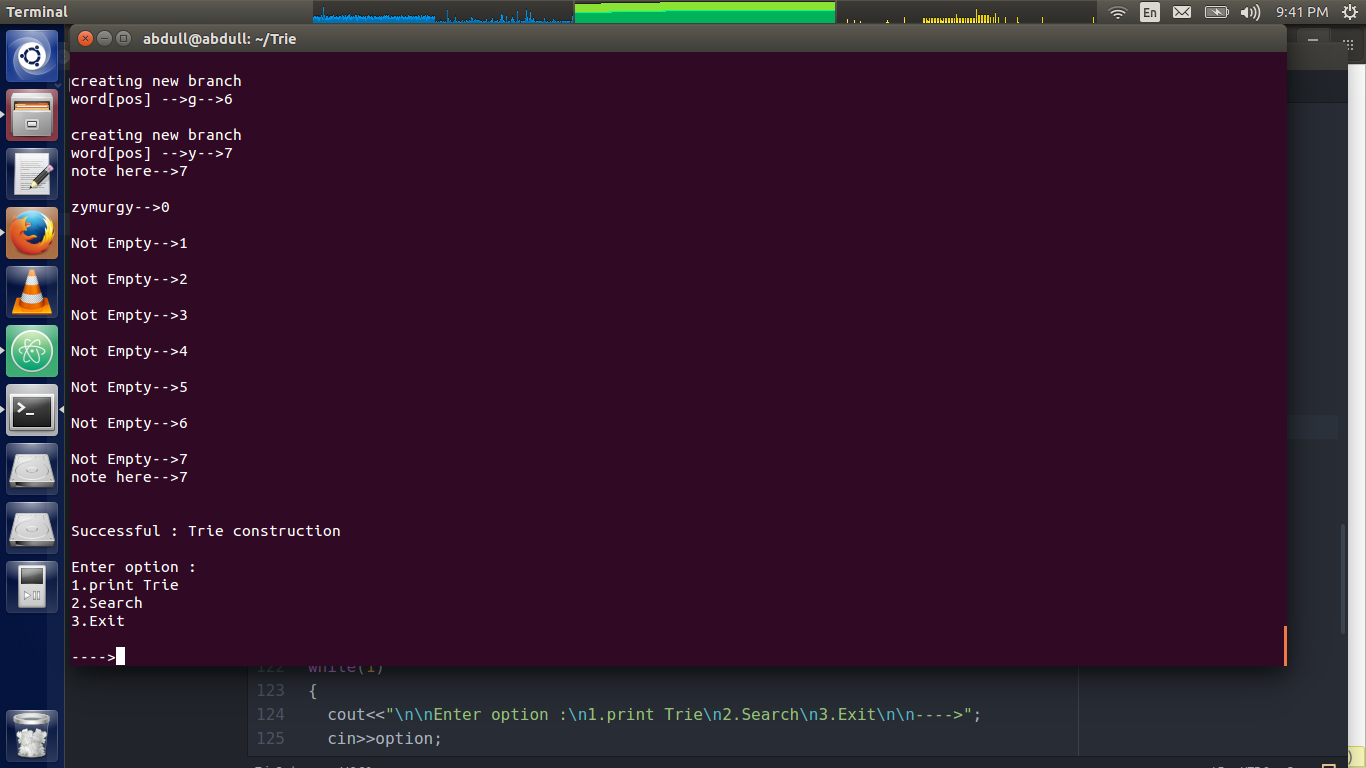 Terminal
En
9:41 PM
abdull@abdull: ~/Trie
creating new branch
word[pos] -->g-->6
creating new branch
word[pos] -->y-->7
note here-->7
zymurgy-->0
Not Empty-->1
Not Empty-->2
Not Empty-->3
Not Empty-->4
Not Empty-->5
Not Empty-->6
Not Empty-->7
note here-->7
Successful : Trie construction
Enter option :
1.print Trie
2.Search
3.Exit
---->
122 while(1)
123 {
124 cout<<"\n\nEnter option :\n1.print Trie\n2.Search\n3.Exit\n\n---->";
125 cin>>option;